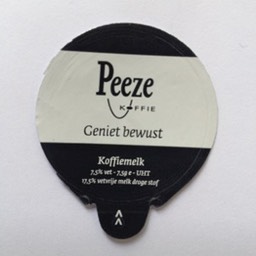 Peeze
KOFFIE
Geniet bewust
Koffiemelk
7,5% vet - 7,5g e - UHT
17,5% vetvrije melk droge stof